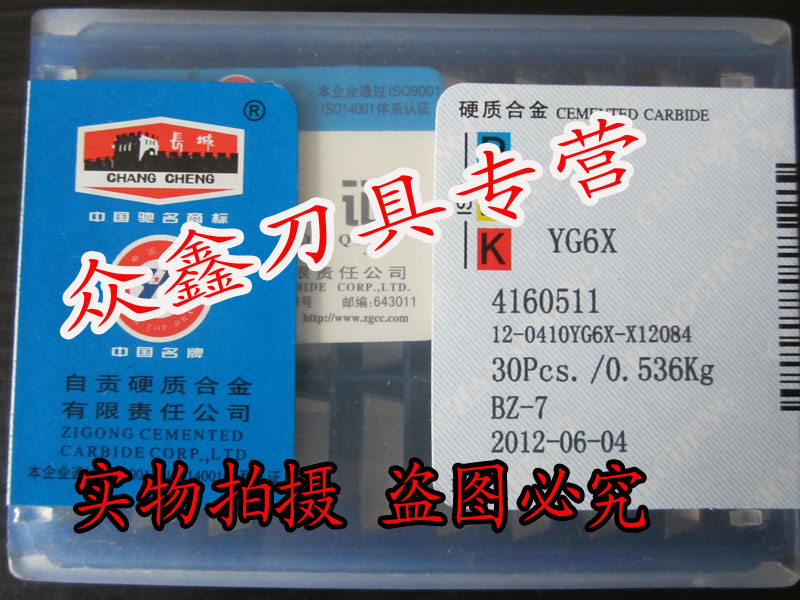 ®
長城
CHANG CHENG
中国驰名商标
中国名牌
自贡硬质合金
有限责任公司
ZIGONG CEMENTED
CARBIDE CORP.,LTD
本企业通过ISO9001
ISO14001体系认证
证
限责任公司
BIDE CORP.,LTD.
号 邮编:643011
http://www.zgcc.com
硬质合金 CEMENTED CARBIDE
K
YG6X
4160511
12-0410YG6X-X12084
30Pcs./0.536Kg
BZ-7
2012-06-04
众鑫刀具专营
实物拍摄 盗图必究